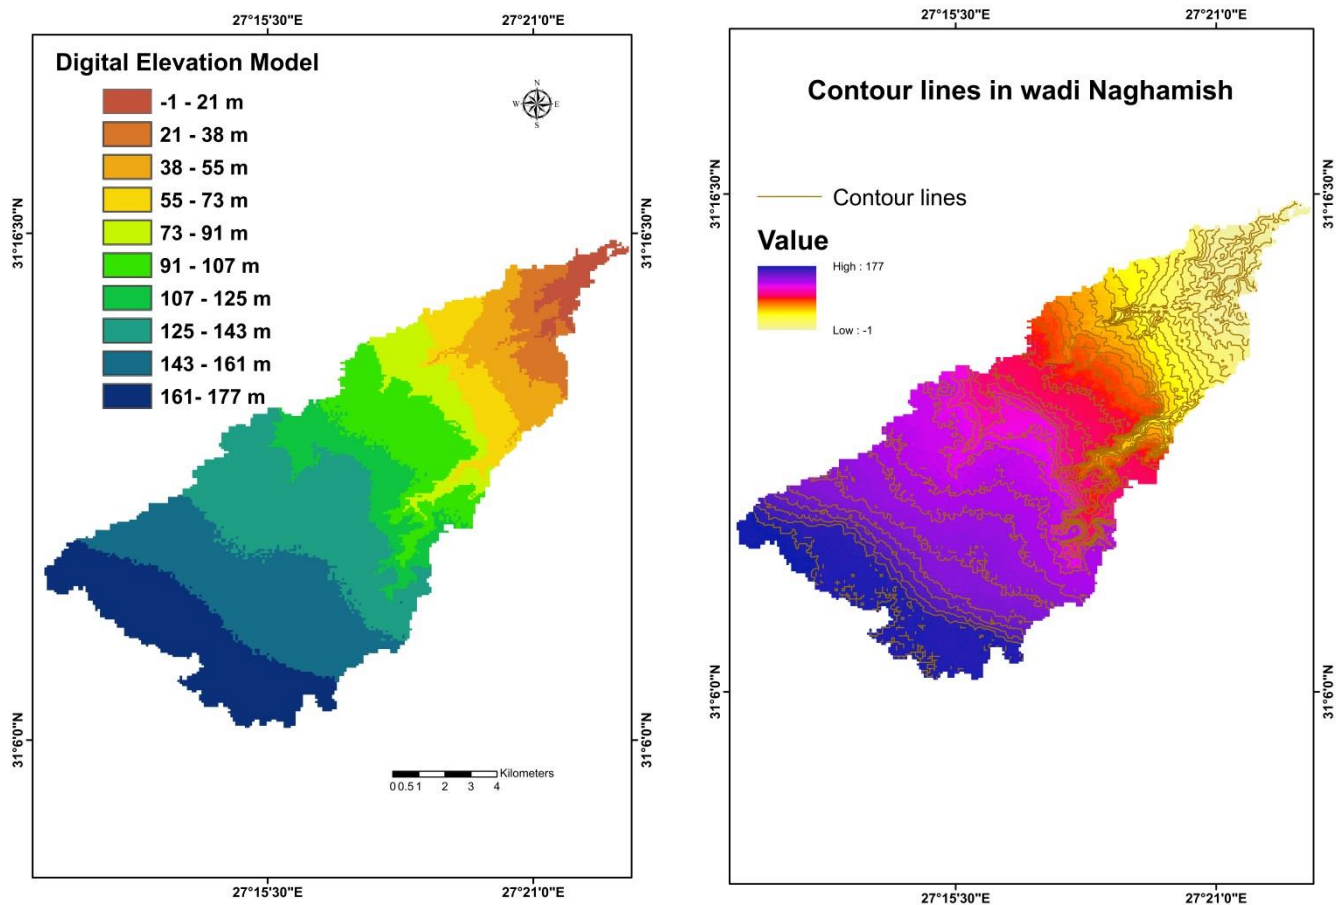 27°15'30"E
27°21'0"E
Digital Elevation Model
N
W
E
S
-1 - 21 m
21 - 38 m
38 - 55 m
55 - 73 m
73 - 91 m
91 - 107 m
107 - 125 m
125 - 143 m
143 - 161 m
161- 177 m
31°16'30"N
31°16'30"N
31°6'0"N
31°6'0"N
Kilometers
0 0.5 1 2 3 4
27°15'30"E
27°21'0"E
27°15'30"E
27°21'0"E
Contour lines in wadi Naghamish
Contour lines
Value
High : 177
Low : -1
31°16'30"N
31°16'30"N
31°6'0"N
31°6'0"N
27°15'30"E
27°21'0"E